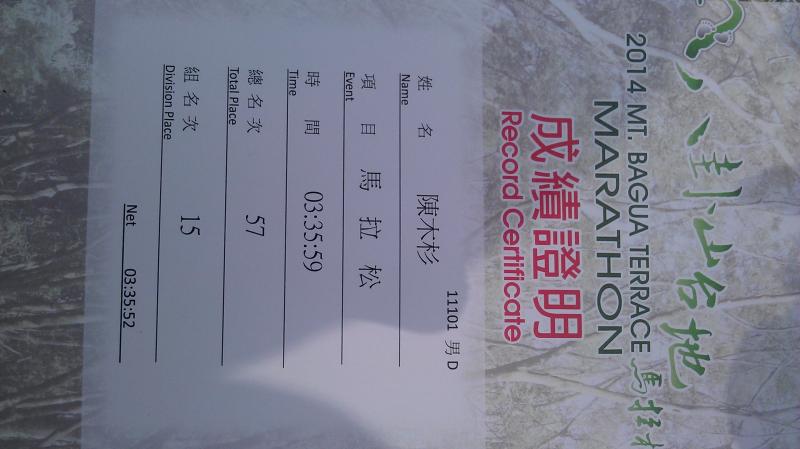 八卦山台地馬拉松
2014 MT. BAGUA TERRACE
MARATHON
成績證明
Record Certificate
11101 男D
姓名 陳木杉
Name
項目 馬拉松
Event
時間 03:35:59
Time
總名次 57
Total Place
組名次 15
Division Place
Net 03:35:52